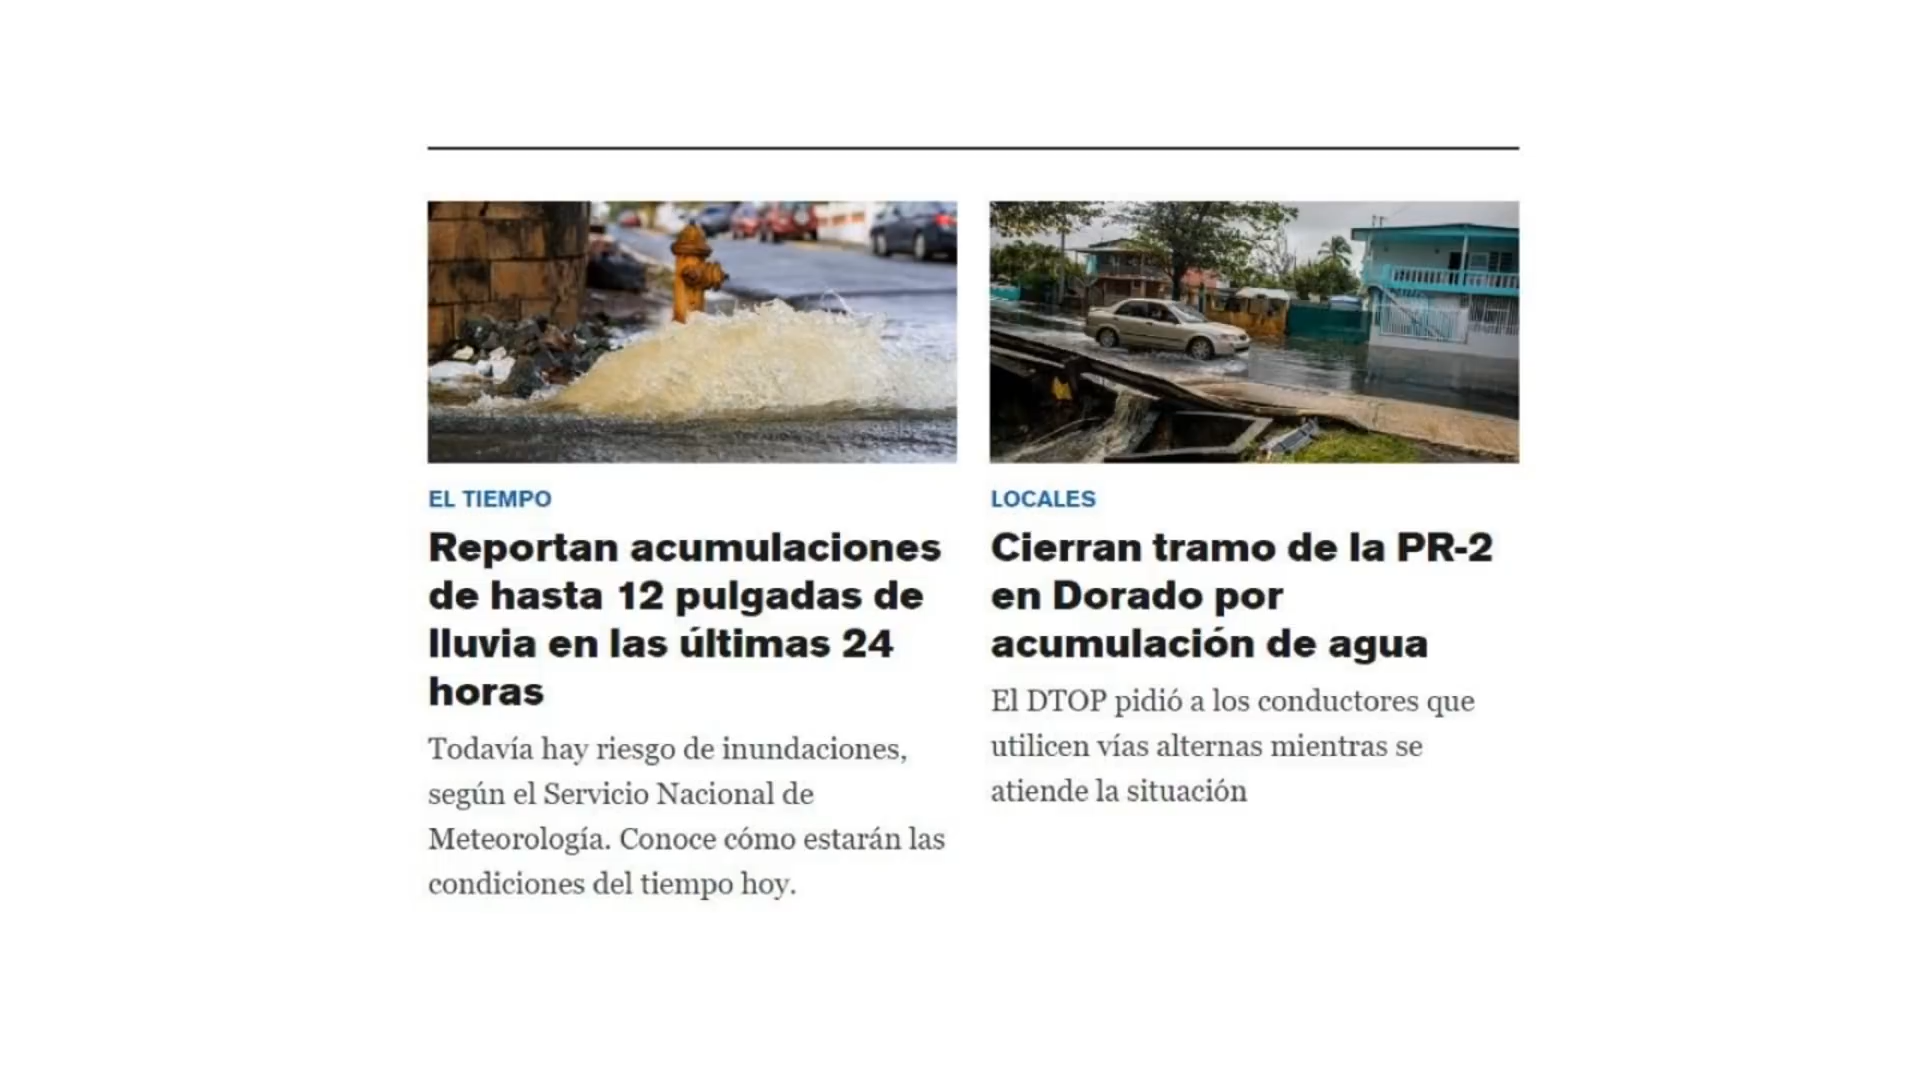 EL TIEMPO
Reportan acumulaciones
de hasta 12 pulgadas de
lluvia en las últimas 24
horas
Todavía hay riesgo de inundaciones,
según el Servicio Nacional de
Meteorología. Conoce cómo estarán las
condiciones del tiempo hoy.
LOCALES
Cierran tramo de la PR-2
en Dorado por
acumulación de agua
El DTOP pidió a los conductores que
utilicen vías alternas mientras se
atiende la situación